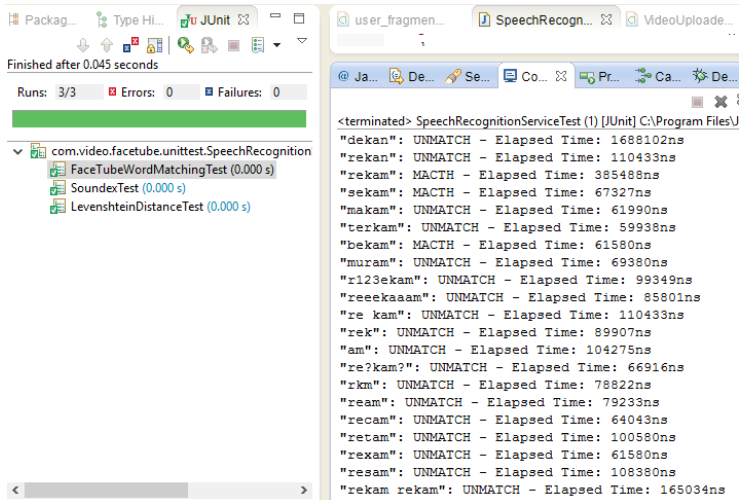 Packag...
Type Hi...
JUnit
Finished after 0.045 seconds
Runs: 3/3
Errors: 0
Failures: 0
com.video.facetube.unittest.SpeechRecognition
FaceTubeWordMatchingTest (0.000 s)
SoundexTest (0.000 s)
LevenshteinDistanceTest (0.000 s)
user_fragmen...
SpeechRecogn...
VideoUploade...
@ Ja...
De...
Se...
Co...
Pr...
Ca...
De...
<terminated> SpeechRecognitionServiceTest (1) [JUnit] C:\Program Files\J
"dekan": UNMATCH - Elapsed Time: 1688102ns
"rekan": UNMATCH - Elapsed Time: 110433ns
"rekam": MACTH - Elapsed Time: 385488ns
"sekam": MACTH - Elapsed Time: 67327ns
"makam": UNMATCH - Elapsed Time: 61990ns
"terkam": UNMATCH - Elapsed Time: 59938ns
"bekam": MACTH - Elapsed Time: 61580ns
"muram": UNMATCH - Elapsed Time: 69380ns
"r123ekam": UNMATCH - Elapsed Time: 99349ns
"reeekaaam": UNMATCH - Elapsed Time: 85801ns
"re kam": UNMATCH - Elapsed Time: 110433ns
"rek": UNMATCH - Elapsed Time: 89907ns
"am": UNMATCH - Elapsed Time: 104275ns
"re?kam?": UNMATCH - Elapsed Time: 66916ns
"rkm": UNMATCH - Elapsed Time: 78822ns
"ream": UNMATCH - Elapsed Time: 79233ns
"recam": UNMATCH - Elapsed Time: 64043ns
"retam": UNMATCH - Elapsed Time: 100580ns
"rexam": UNMATCH - Elapsed Time: 61580ns
"resam": UNMATCH - Elapsed Time: 108380ns
"rekam rekam": UNMATCH - Elapsed Time: 165034ns